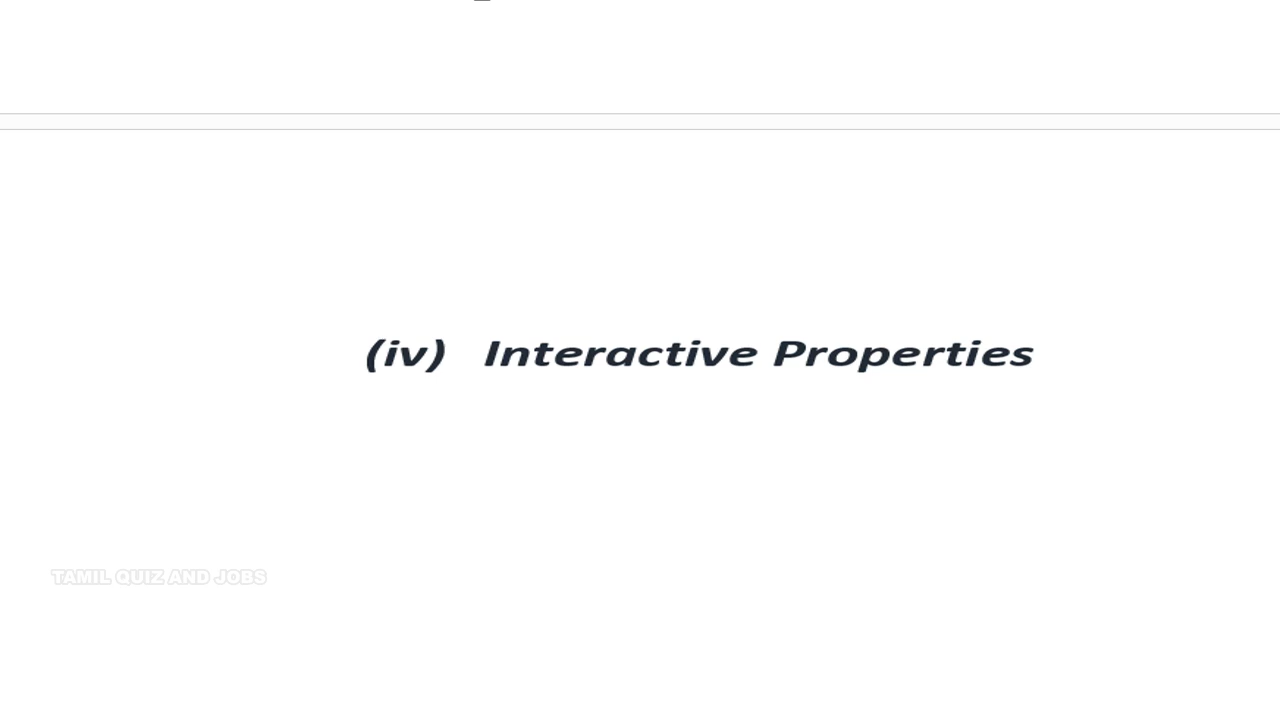 (iv) Interactive Properties
TAMIL QUIZ AND JOBS